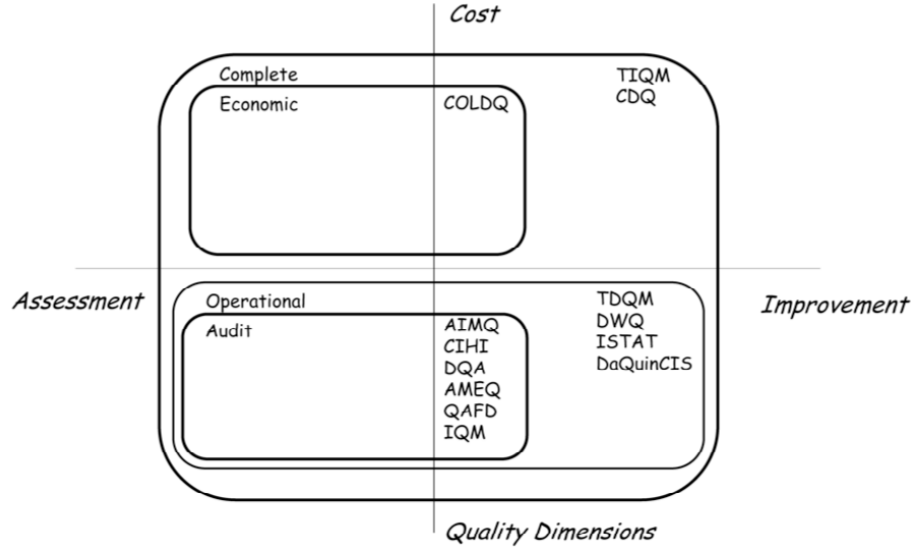 Cost
Complete
TIQM
Economic
COLDQ
CDQ
Assessment
Improvement
Operational
TDQM
Audit
AIMQ
DWQ
CIHI
ISTAT
DQA
DaQuinCIS
AMEQ
QAFD
IQM
Quality Dimensions